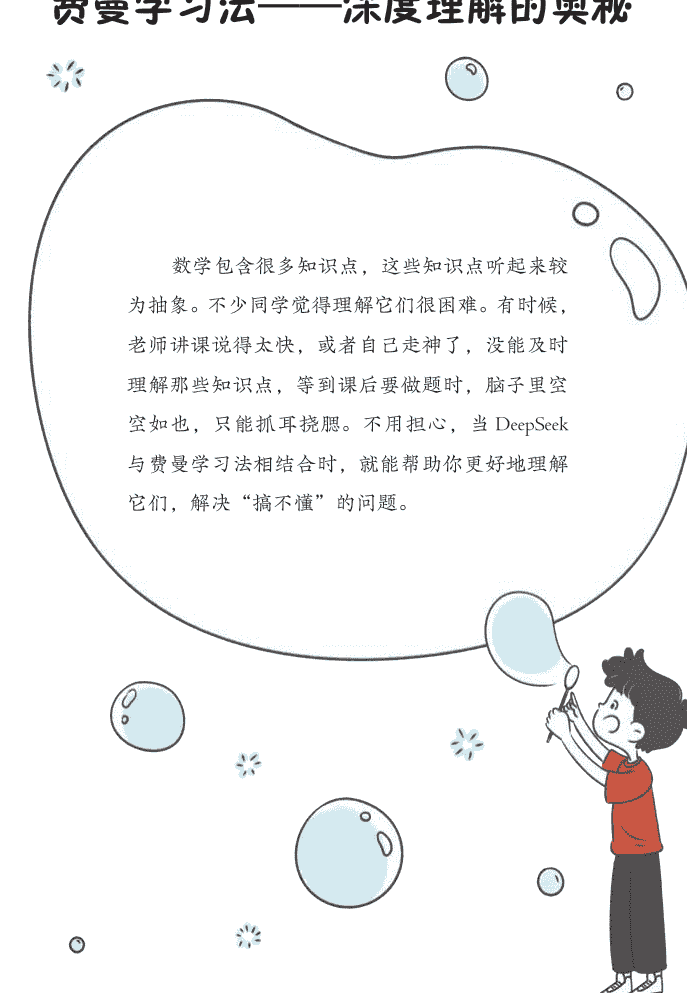 费曼学习法——深度理解的奥秘
数学包含很多知识点，这些知识点听起来较
为抽象。不少同学觉得理解它们很困难。有时候，
老师讲课说得太快，或者自己走神了，没能及时
理解那些知识点，等到课后要做题时，脑子里空
空如也，只能抓耳挠腮。不用担心，当 DeepSeek
与费曼学习法相结合时，就能帮助你更好地理解
它们，解决“搞不懂”的问题。